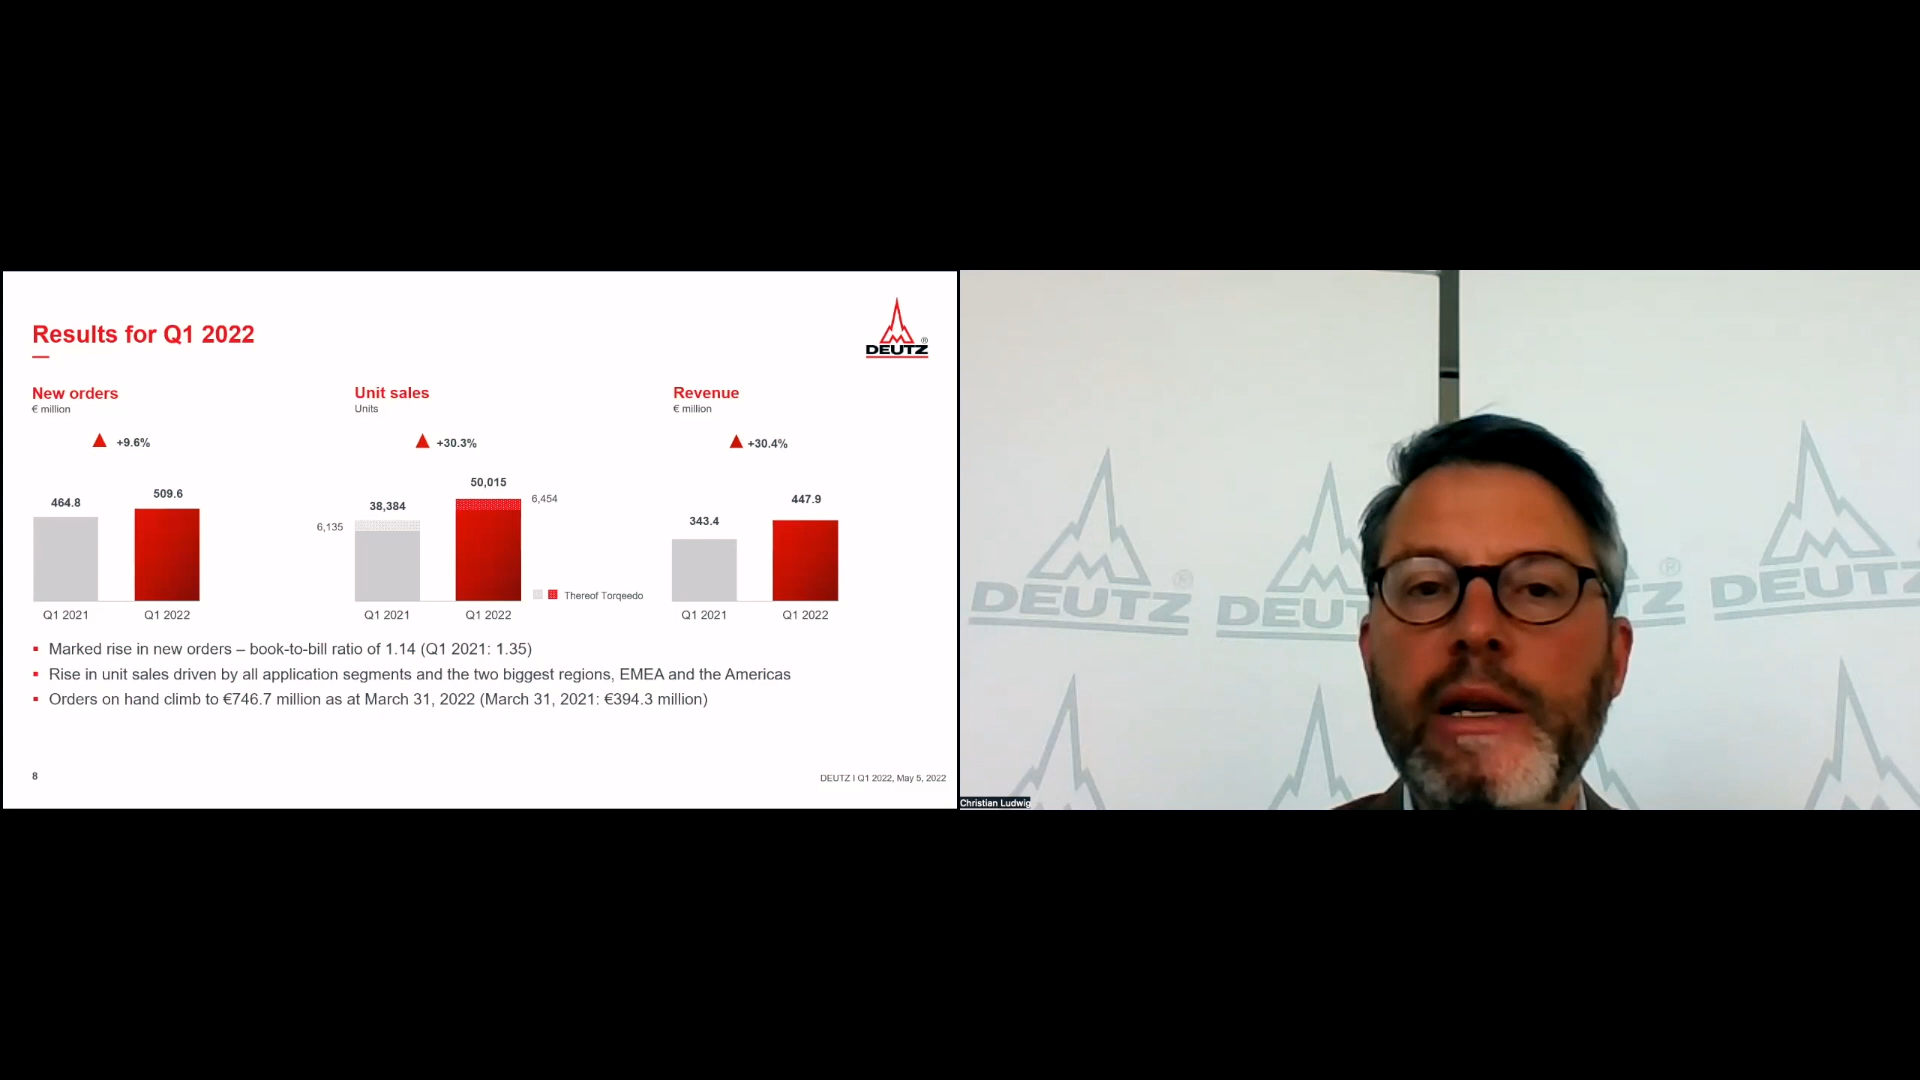 Results for Q1 2022
DEUTZ®
New orders
€ million
+9.6%
464.8
509.6
Q1 2021
Q1 2022
Unit sales
Units
+30.3%
38,384
6,135
50,015
6,454
Q1 2021
Q1 2022
Thereof Torqeedo
Revenue
€ million
+30.4%
343.4
447.9
Q1 2021
Q1 2022
▪ Marked rise in new orders – book-to-bill ratio of 1.14 (Q1 2021: 1.35)
▪ Rise in unit sales driven by all application segments and the two biggest regions, EMEA and the Americas
▪ Orders on hand climb to €746.7 million as at March 31, 2022 (March 31, 2021: €394.3 million)
8
DEUTZ I Q1 2022, May 5, 2022
DEUTZ®
DEUT
TZ®
DEUTZ
Christian Ludwig